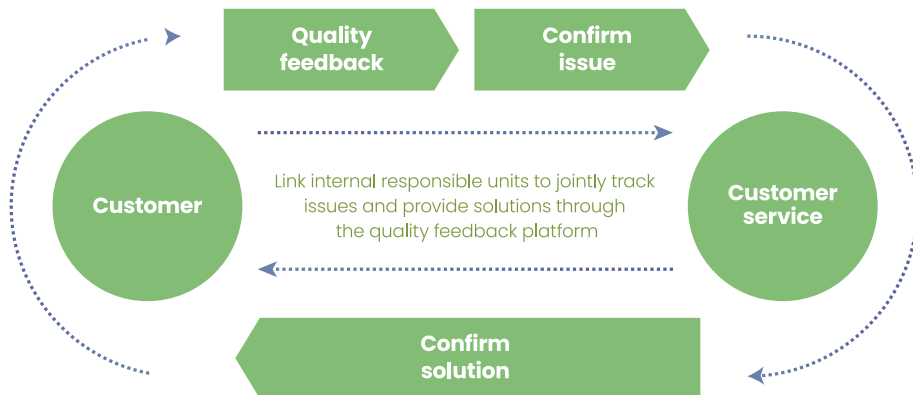 Quality
feedback
Confirm
issue
Customer
Link internal responsible units to jointly track
issues and provide solutions through
the quality feedback platform
Customer
service
Confirm
solution